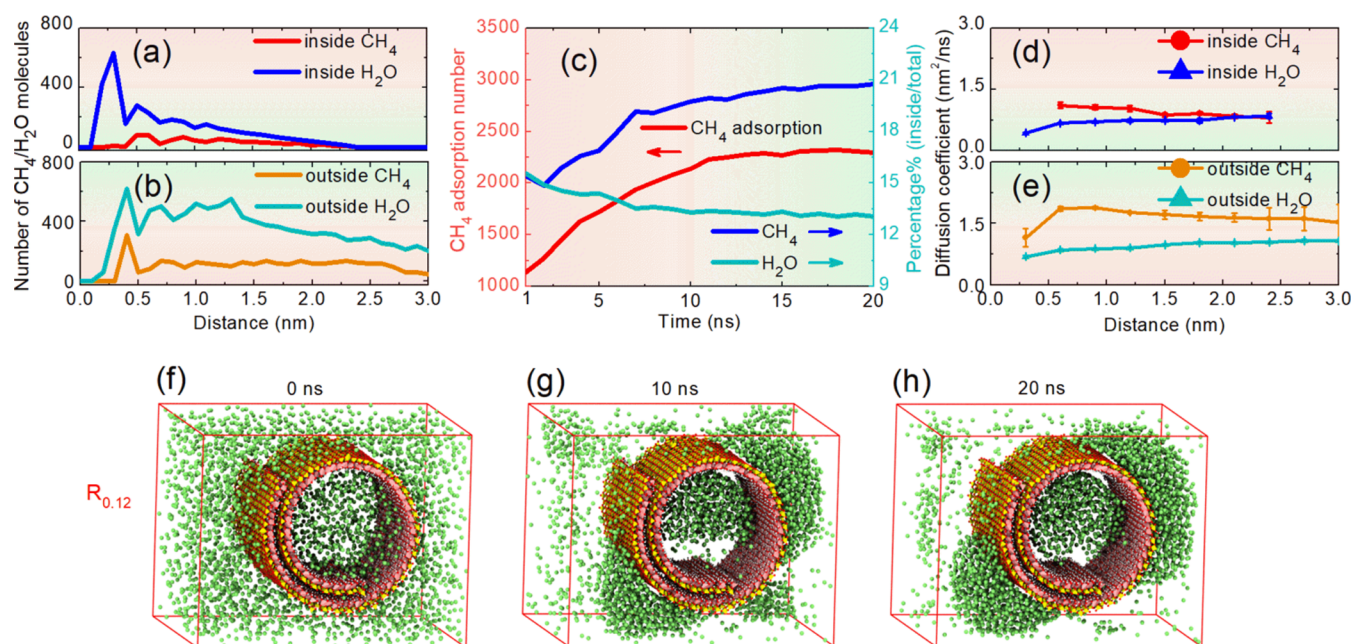 (a)
800
400
0
inside CH4
inside H2O
(b)
800
400
0
outside CH4
outside H2O
Number of CH4/H2O molecules
0.0 0.5 1.0 1.5 2.0 2.5 3.0
Distance (nm)
(c)
CH4 adsorption number
3500
3000
2500
2000
1500
1000
CH4 adsorption
CH4
H2O
24
21
18
15
12
9
Percentage% (inside/total)
1 5 10 15 20
Time (ns)
(d)
3.0
1.5
0.0
inside CH4
inside H2O
(e)
3.0
1.5
0.0
outside CH4
outside H2O
Diffusion coefficient (nm2/ns)
0.0 0.5 1.0 1.5 2.0 2.5 3.0
Distance (nm)
(f)
0 ns
(g)
10 ns
(h)
20 ns
R0.12